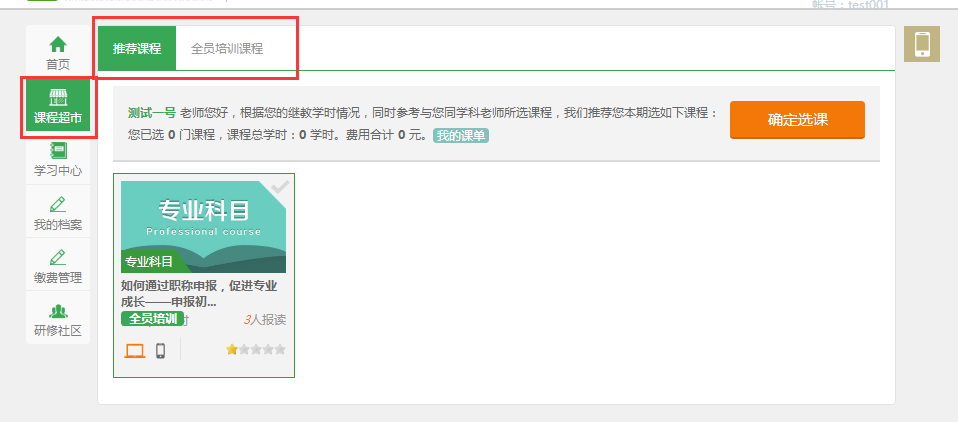 帐号：test001
首页
课程超市
学习中心
我的档案
缴费管理
研修社区
推荐课程
全员培训课程
测试一号 老师您好，根据您的继教学时情况，同时参考与您同学科老师所选课程，我们推荐您本期选如下课程：
您已选 0 门课程，课程总学时：0 学时。费用合计 0 元。 我的课单
确定选课
专业科目
Professional course
专业科目
如何通过职称申报，促进专业
成长——申报初...
全员培训 时 3人报读